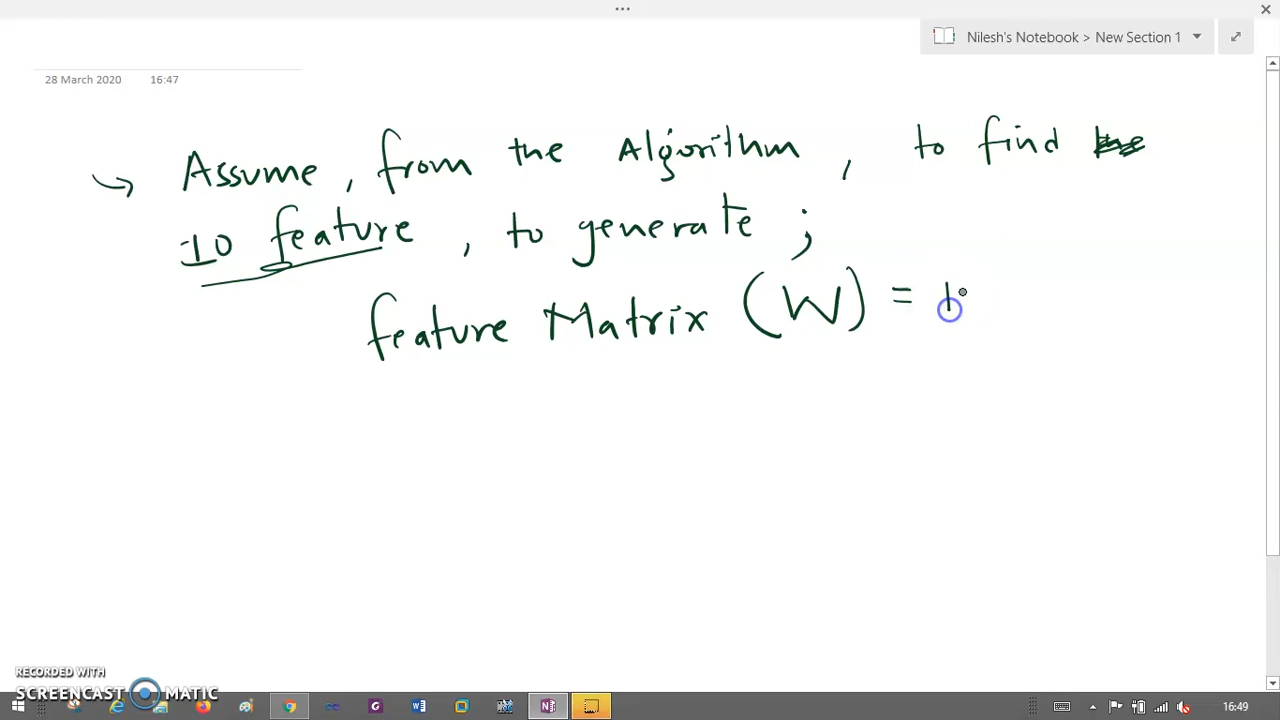 ...
Nilesh's Notebook > New Section 1
28 March 2020 16:47
Assume, from the Algorithm, to find
10 feature, to generate;
feature Matrix (W) =
RECORDED WITH
SCREENCAST MATIC
16:49